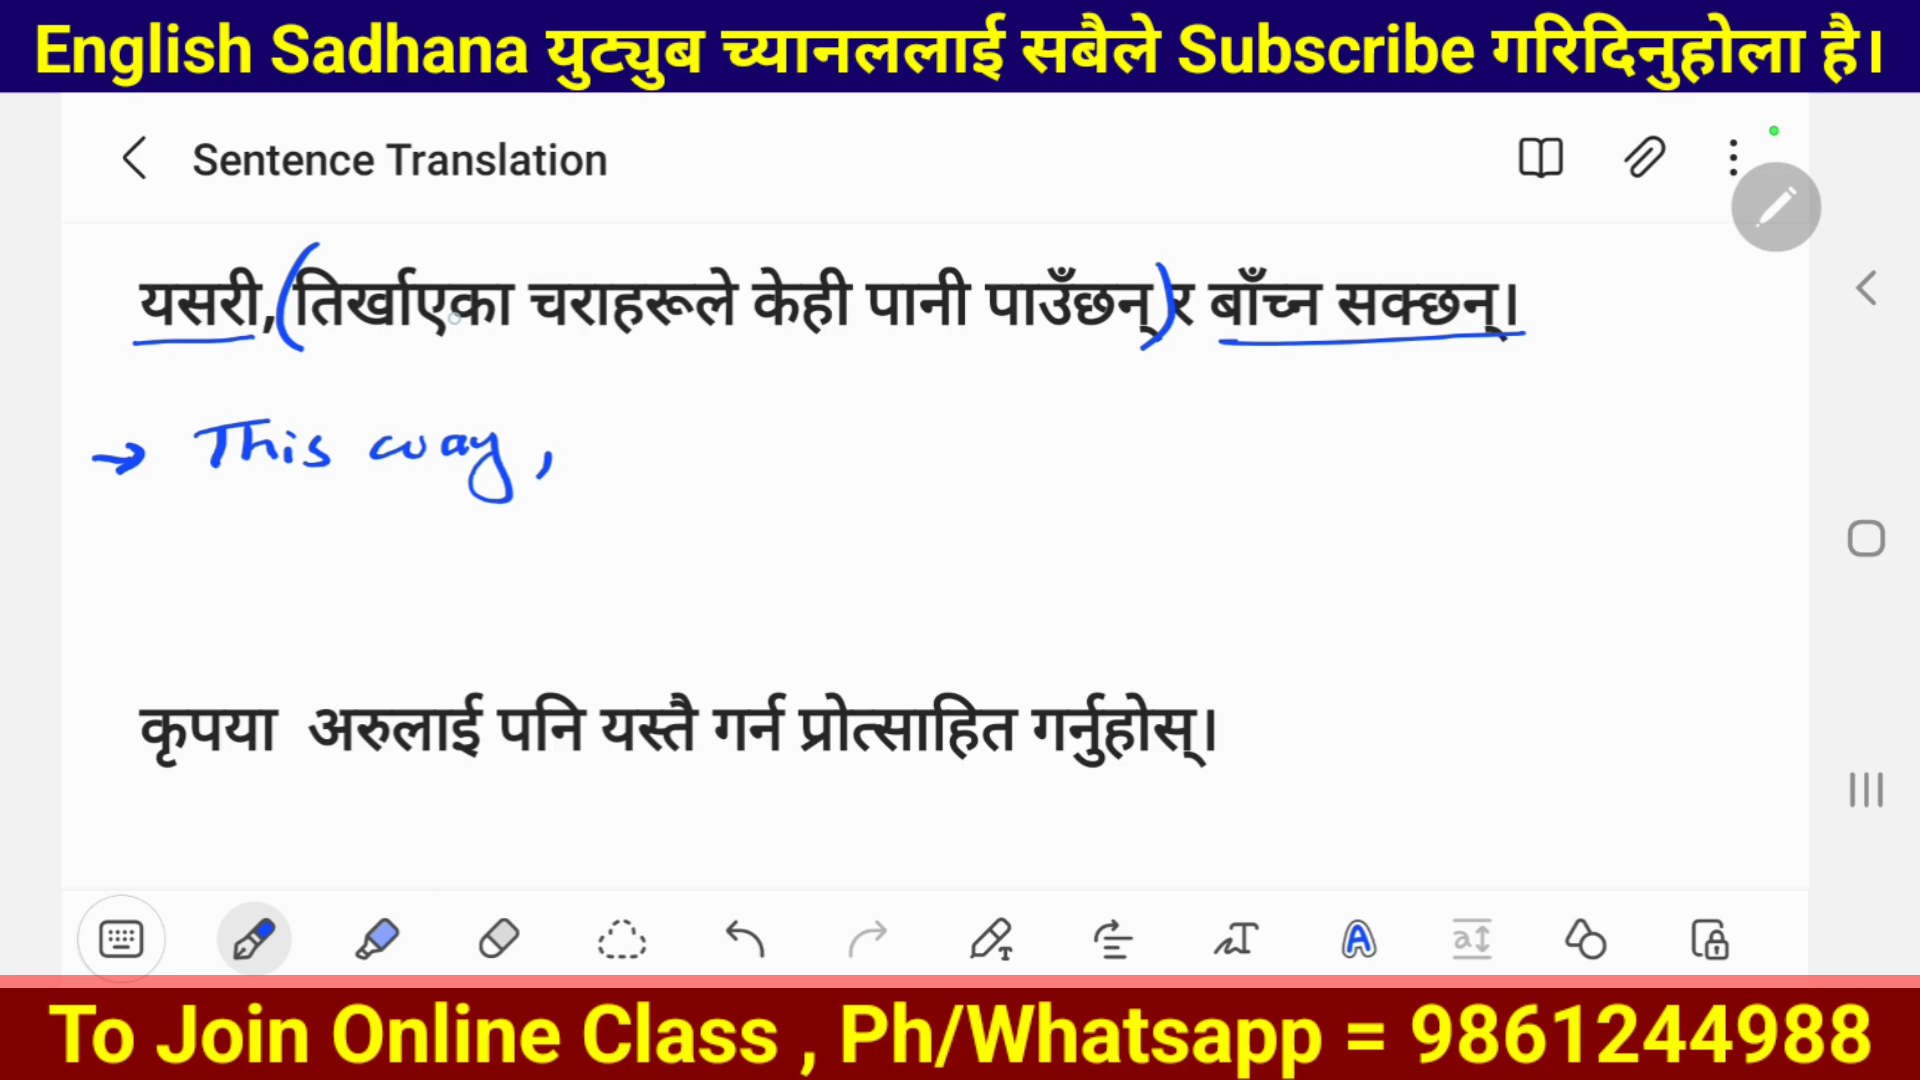 English Sadhana युट्युब च्यानललाई सबैले Subscribe गरिदिनुहोला है।
Sentence Translation
यसरी, (तिर्खाएका चराहरूले केही पानी पाउँछन्) र बाँच्न सक्छन्।
→ This way,
कृपया अरुलाई पनि यस्तै गर्न प्रोत्साहित गर्नुहोस्।
To Join Online Class , Ph/Whatsapp = 9861244988